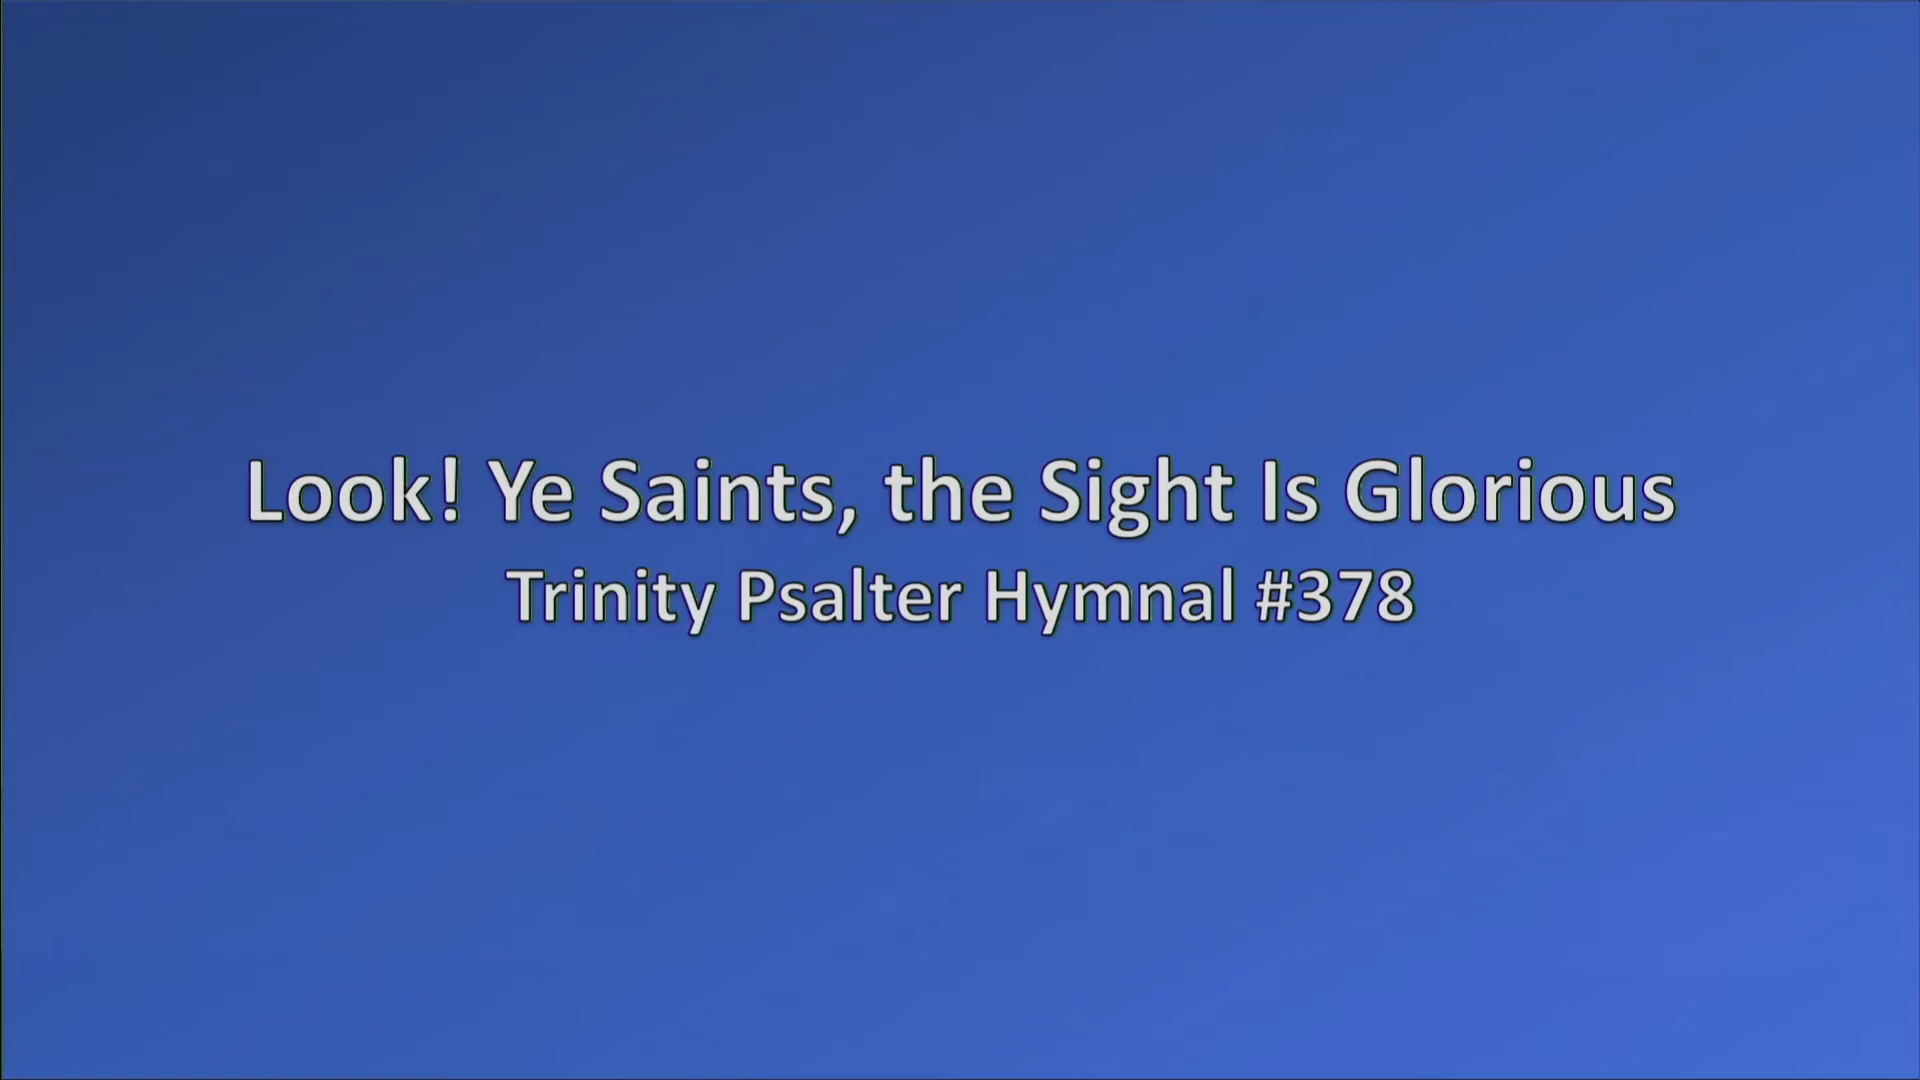 Look! Ye Saints, the Sight Is Glorious
Trinity Psalter Hymnal #378